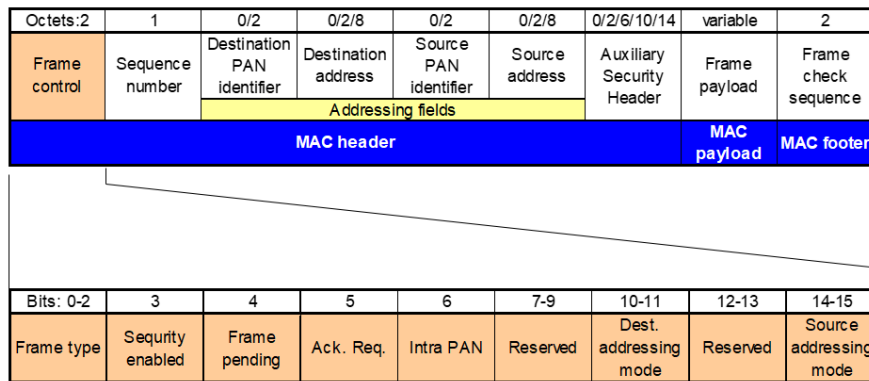 Octets:2 1 0/2 0/2/8 0/2 0/2/8 0/2/6/10/14 variable 2
Frame control
Sequence number
Destination PAN identifier
Destination address
Source PAN identifier
Source address
Auxiliary Security Header
Frame payload
Frame check sequence
Addressing fields
MAC header
MAC payload
MAC footer
Bits: 0-2 3 4 5 6 7-9 10-11 12-13 14-15
Frame type
Sequrity enabled
Frame pending
Ack. Req.
Intra PAN
Reserved
Dest. addressing mode
Reserved
Source addressing mode